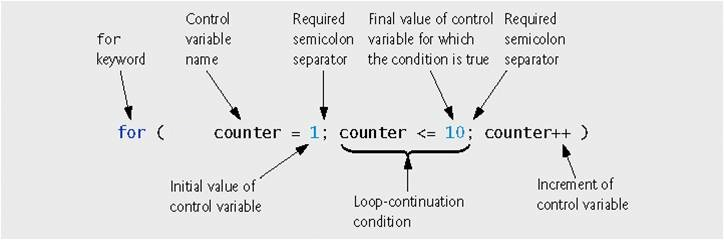 for
keyword
Control
variable
name
Required
semicolon
separator
Final value of control
variable for which
the condition is true
Required
semicolon
separator
for ( counter = 1; counter <= 10; counter++ )
Initial value of
control variable
Loop-continuation
condition
Increment of
control variable